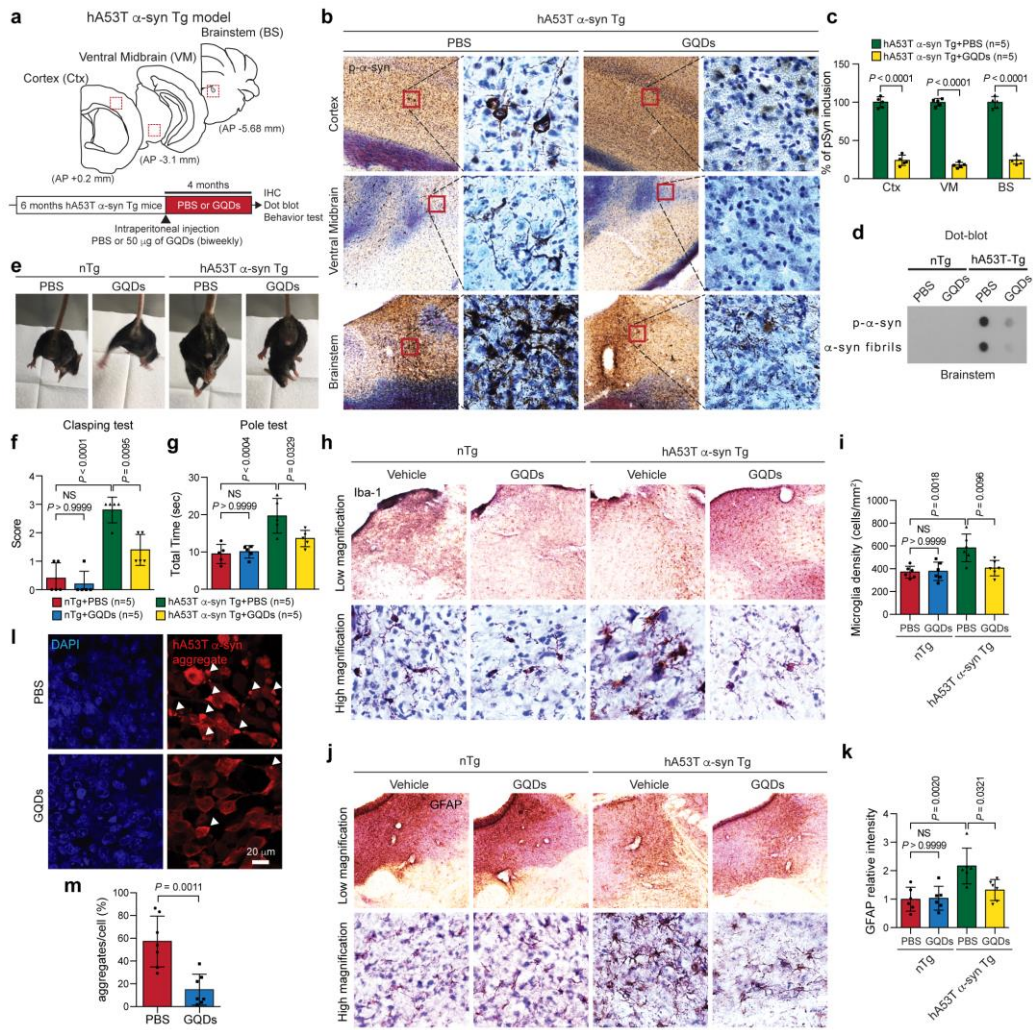 a
hA53T α-syn Tg model
Brainstem (BS)
Ventral Midbrain (VM)
Cortex (Ctx)
(AP -5.68 mm)
(AP -3.1 mm)
(AP +0.2 mm)
4 months
6 months hA53T α-syn Tg mice
PBS or GQDs
IHC
Dot blot
Behavior test
Intraperitoneal injection
PBS or 50 µg of GQDs (biweekly)
b
hA53T α-syn Tg
PBS
GQDs
p-α-syn
Cortex
Ventral Midbrain
Brainstem
c
hA53T α-syn Tg+PBS (n=5)
hA53T α-syn Tg+GQDs (n=5)
P < 0.0001
P < 0.0001
P < 0.0001
% of pSyn inclusion
150
100
50
0
Ctx
VM
BS
d
Dot-blot
nTg
hA53T-Tg
PBS
GQDs
PBS
GQDs
p-α-syn
α-syn fibrils
Brainstem
e
nTg
hA53T α-syn Tg
PBS
GQDs
PBS
GQDs
f
Clasping test
P < 0.0001
P = 0.0095
NS
P > 0.9999
Score
4
3
2
1
0
g
Pole test
P < 0.0004
P = 0.0329
NS
P > 0.9999
Total Time (sec)
30
20
10
0
nTg+PBS (n=5)
hA53T α-syn Tg+PBS (n=5)
nTg+GQDs (n=5)
hA53T α-syn Tg+GQDs (n=5)
h
nTg
hA53T α-syn Tg
Vehicle
GQDs
Vehicle
GQDs
Iba-1
Low magnification
High magnification
i
P = 0.0018
P = 0.0096
NS
P > 0.9999
Microglia density (cells/mm²)
1000
800
600
400
200
0
PBS
GQDs
PBS
GQDs
nTg
hA53T α-syn Tg
l
DAPI
hA53T α-syn
aggregate
PBS
GQDs
20 µm
m
P = 0.0011
aggregates/cell (%)
100
80
60
40
20
0
PBS
GQDs
j
nTg
hA53T α-syn Tg
Vehicle
GQDs
Vehicle
GQDs
GFAP
Low magnification
High magnification
k
P = 0.0020
P = 0.0321
NS
P > 0.9999
GFAP relative intensity
4
3
2
1
0
PBS
GQDs
PBS
GQDs
nTg
hA53T α-syn Tg